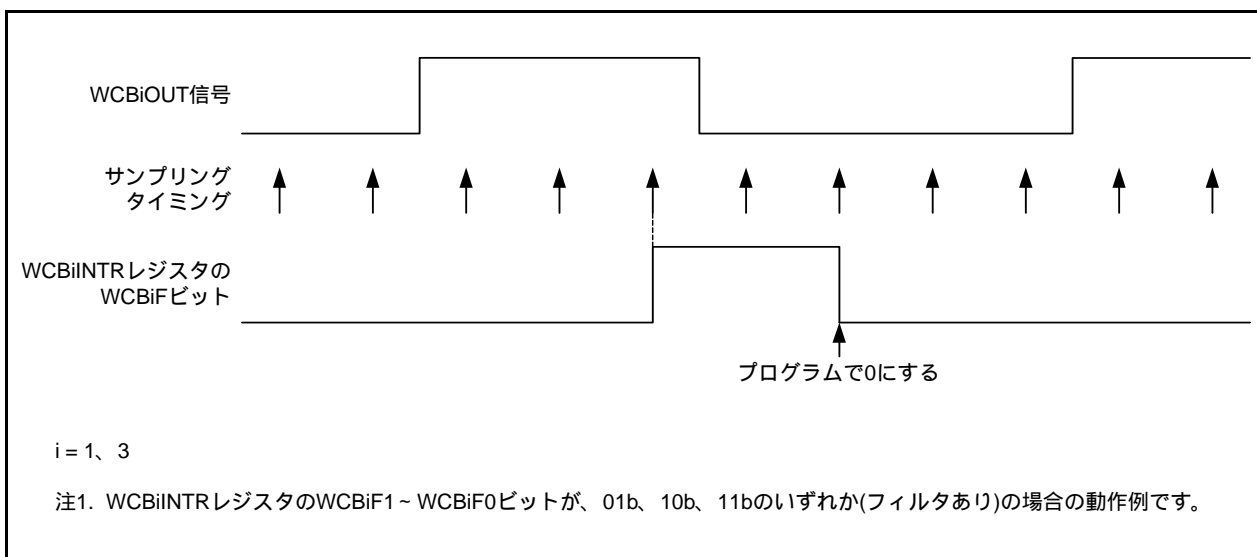 WCBiOUT信号
サンプリング
タイミング
WCBiINTRレジスタの
WCBiFビット
プログラムで0にする
i = 1、3
注1. WCBiINTRレジスタのWCBiF1~WCBiF0ビットが、01b、10b、11bのいずれか(フィルタあり)の場合の動作例です。